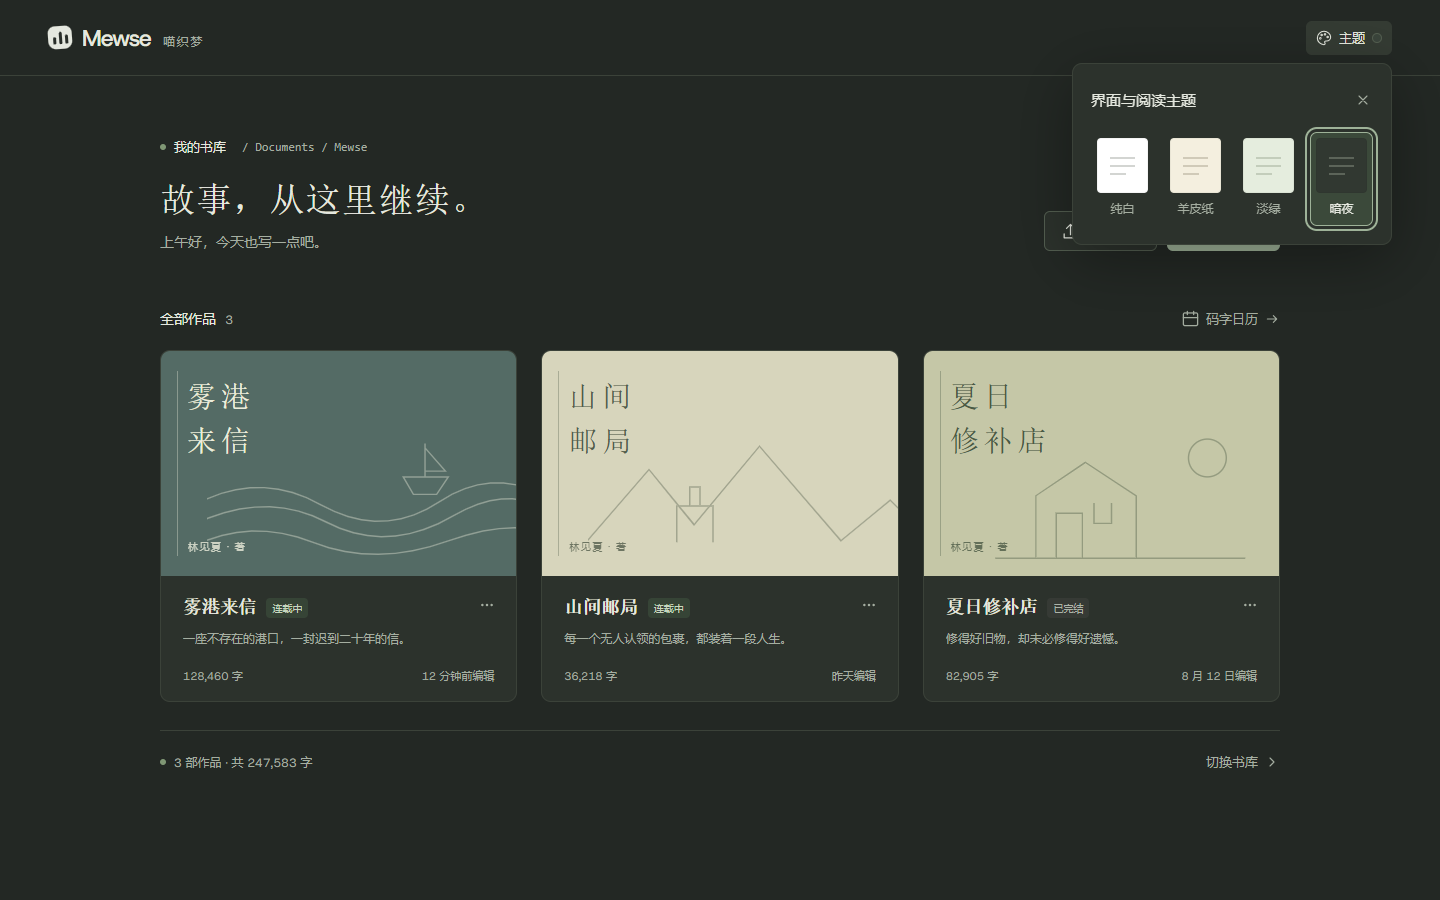 Mewse 喵织梦
主题
界面与阅读主题
纯白
羊皮纸
淡绿
暗夜
我的书库 / Documents / Mewse
故事，从这里继续。
上午好，今天也写一点吧。
全部作品 3
码字日历
雾港
来信
林见夏 · 著
雾港来信 连载中
一座不存在的港口，一封迟到二十年的信。
128,460 字
12 分钟前编辑
山间
邮局
林见夏 · 著
山间邮局 连载中
每一个无人认领的包裹，都装着一段人生。
36,218 字
昨天编辑
夏日
修补店
林见夏 · 著
夏日修补店 已完结
修得好旧物，却未必修得好遗憾。
82,905 字
8 月 12 日编辑
3 部作品 · 共 247,583 字
切换书库